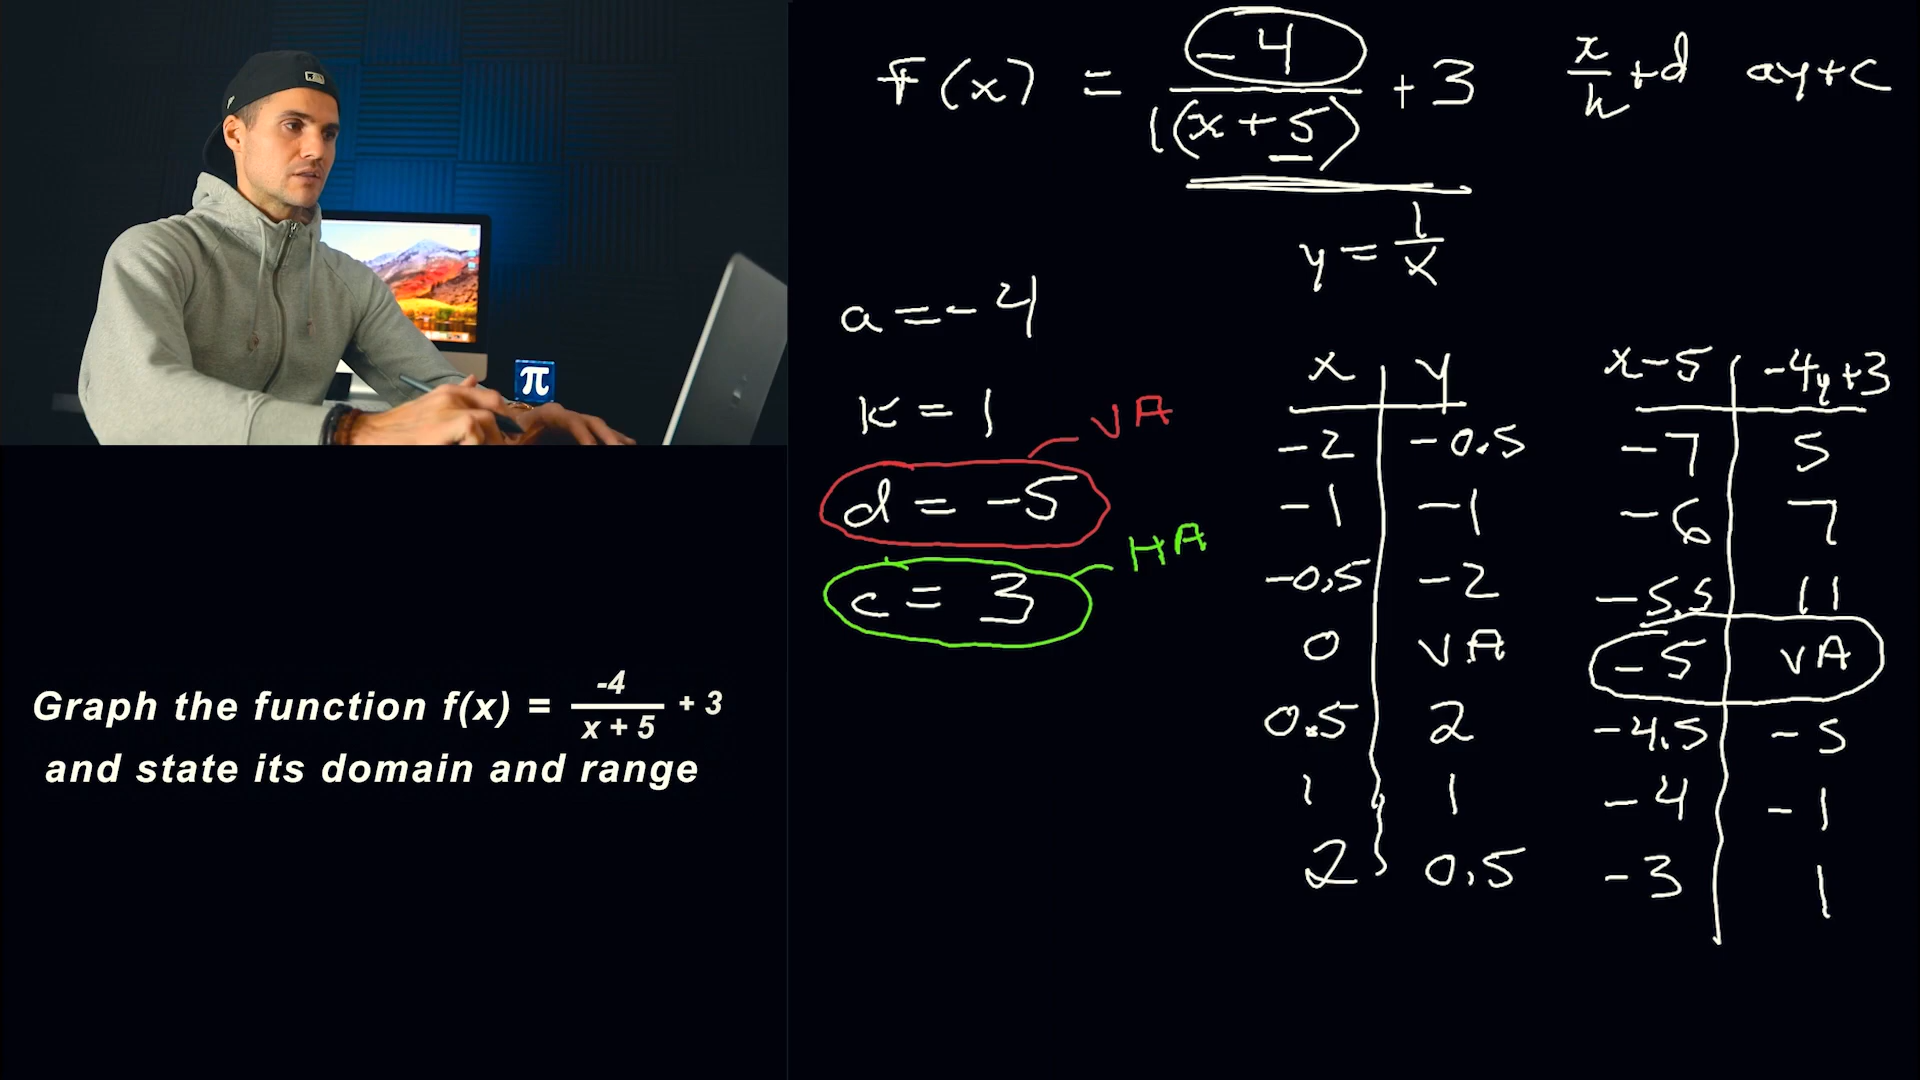 f(x) = -4 / 1(x + 5) + 3
x/k + d   ay + c
y = 1/x
a = -4
k = 1
VA
d = -5
HA
c = 3
x | y
-2 | -0.5
-1 | -1
-0.5 | -2
0 | VA
0.5 | 2
1 | 1
2 | 0.5
x-5 | -4y+3
-7 | 5
-6 | 7
-5.5 | 11
-5 | VA
-4.5 | -5
-4 | -1
-3 | 1
π
Graph the function f(x) = -4 / x + 5 + 3
and state its domain and range